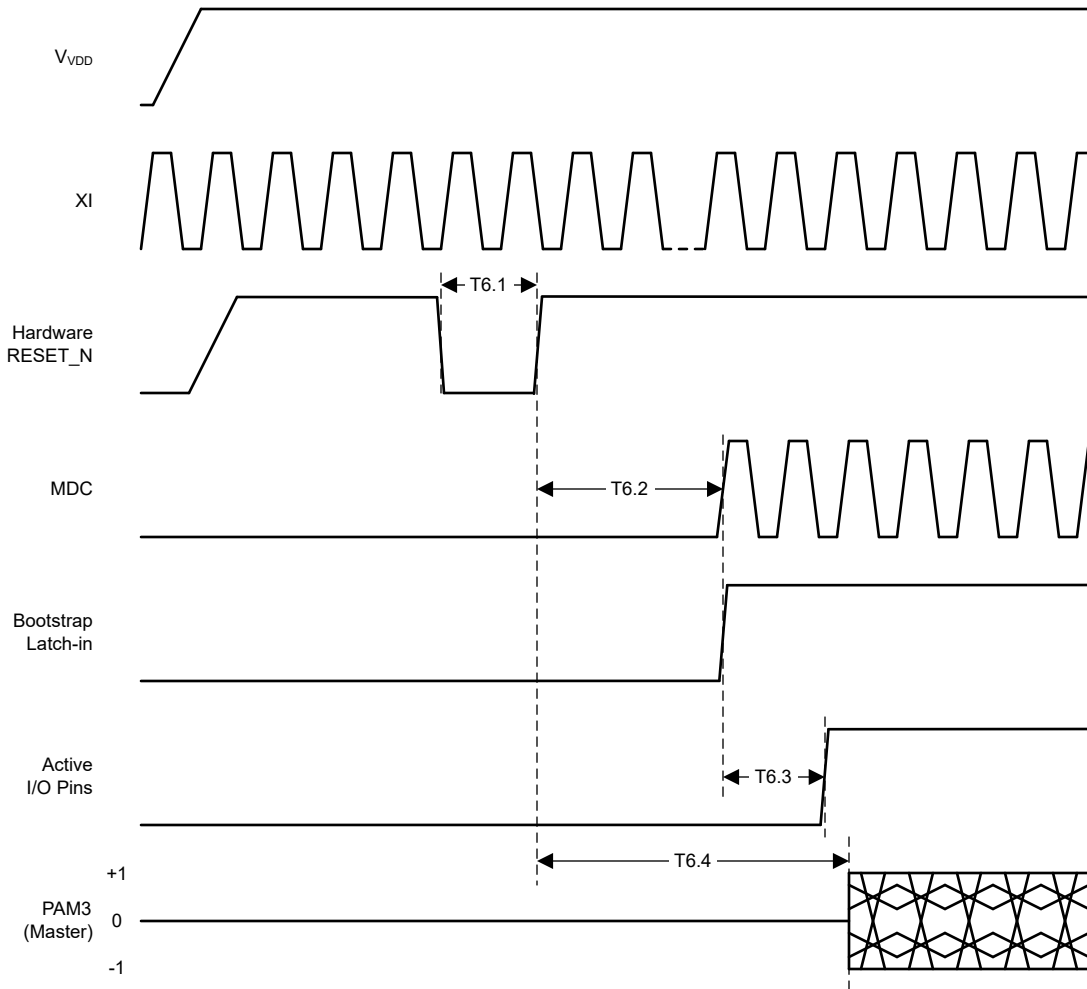 VVDD
XI
T6.1
Hardware
RESET_N
MDC
T6.2
Bootstrap
Latch-in
Active
I/O Pins
T6.3
T6.4
+1
PAM3
(Master)
0
-1